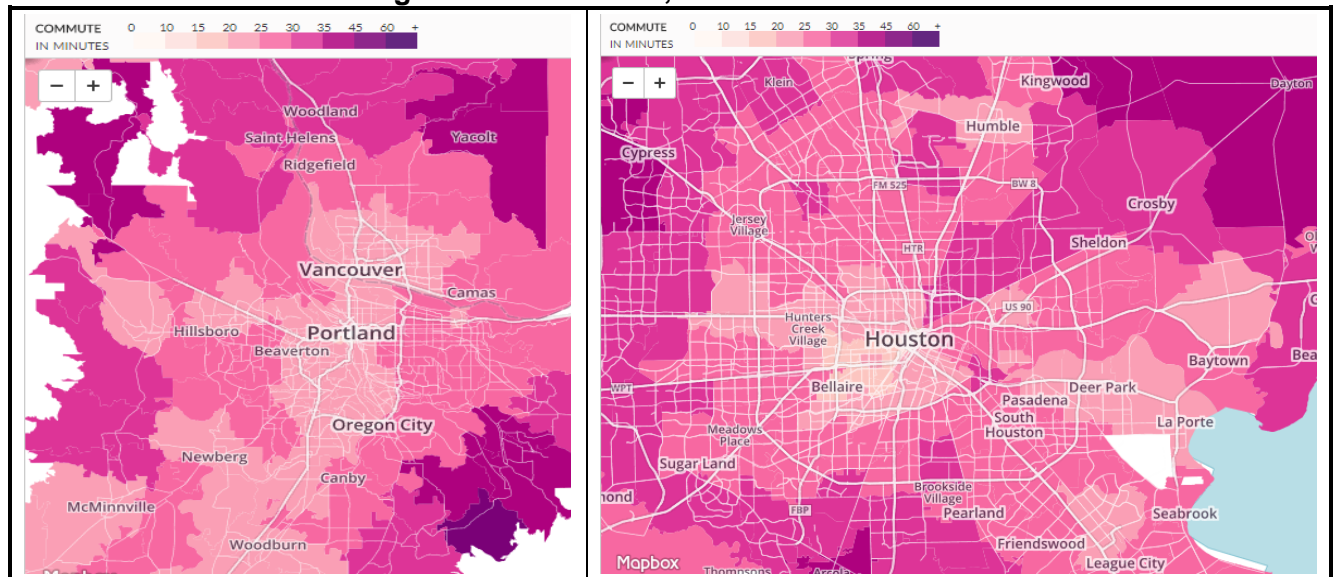 COMMUTE 0 10 15 20 25 30 35 45 60 +
IN MINUTES
− +
Woodland
Saint Helens
Yacolt
Ridgefield
Vancouver
Camas
Hillsboro
Portland
Beaverton
Oregon City
Newberg
Canby
McMinnville
Woodburn
COMMUTE 0 10 15 20 25 30 35 45 60 +
IN MINUTES
− +
Spring
Klein
Kingwood
Dayton
Humble
Cypress
FM 525
BW 8
Crosby
Jersey
Village
HTR
Sheldon
US 90
Hunters
Creek
Village
Houston
Baytown
Bellaire
WPT
Deer Park
Pasadena
South
Houston
La Porte
Meadows
Place
Sugar Land
Brookside
Village
FBP
Pearland
Seabrook
Friendswood
Mapbox
League City
Thompsons